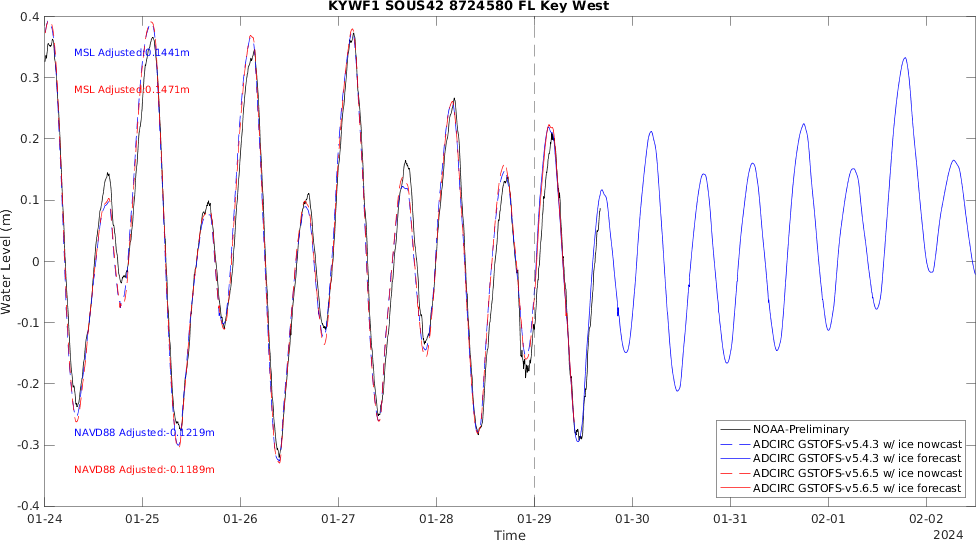 KYWF1 SOUS42 8724580 FL Key West
0.4
MSL Adjusted:0.1441m
0.3
MSL Adjusted:0.1471m
0.2
0.1
Water Level (m)
0
-0.1
-0.2
-0.3
NAVD88 Adjusted:-0.1219m
NAVD88 Adjusted:-0.1189m
-0.4
NOAA-Preliminary
ADCIRC GSTOFS-v5.4.3 w/ ice nowcast
ADCIRC GSTOFS-v5.4.3 w/ ice forecast
ADCIRC GSTOFS-v5.6.5 w/ ice nowcast
ADCIRC GSTOFS-v5.6.5 w/ ice forecast
01-24 01-25 01-26 01-27 01-28 01-29 01-30 01-31 02-01 02-02
Time
2024